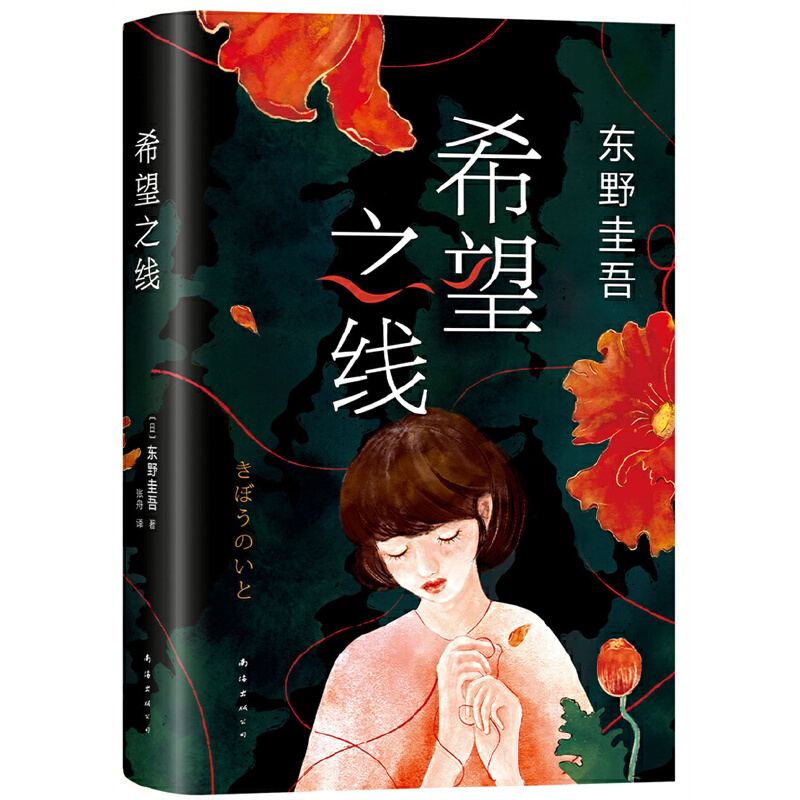 希望之线
〔日〕东野圭吾 著
张舟 译
南海出版公司
东野圭吾
希望
之线
きぼうのいと
南海出版公司